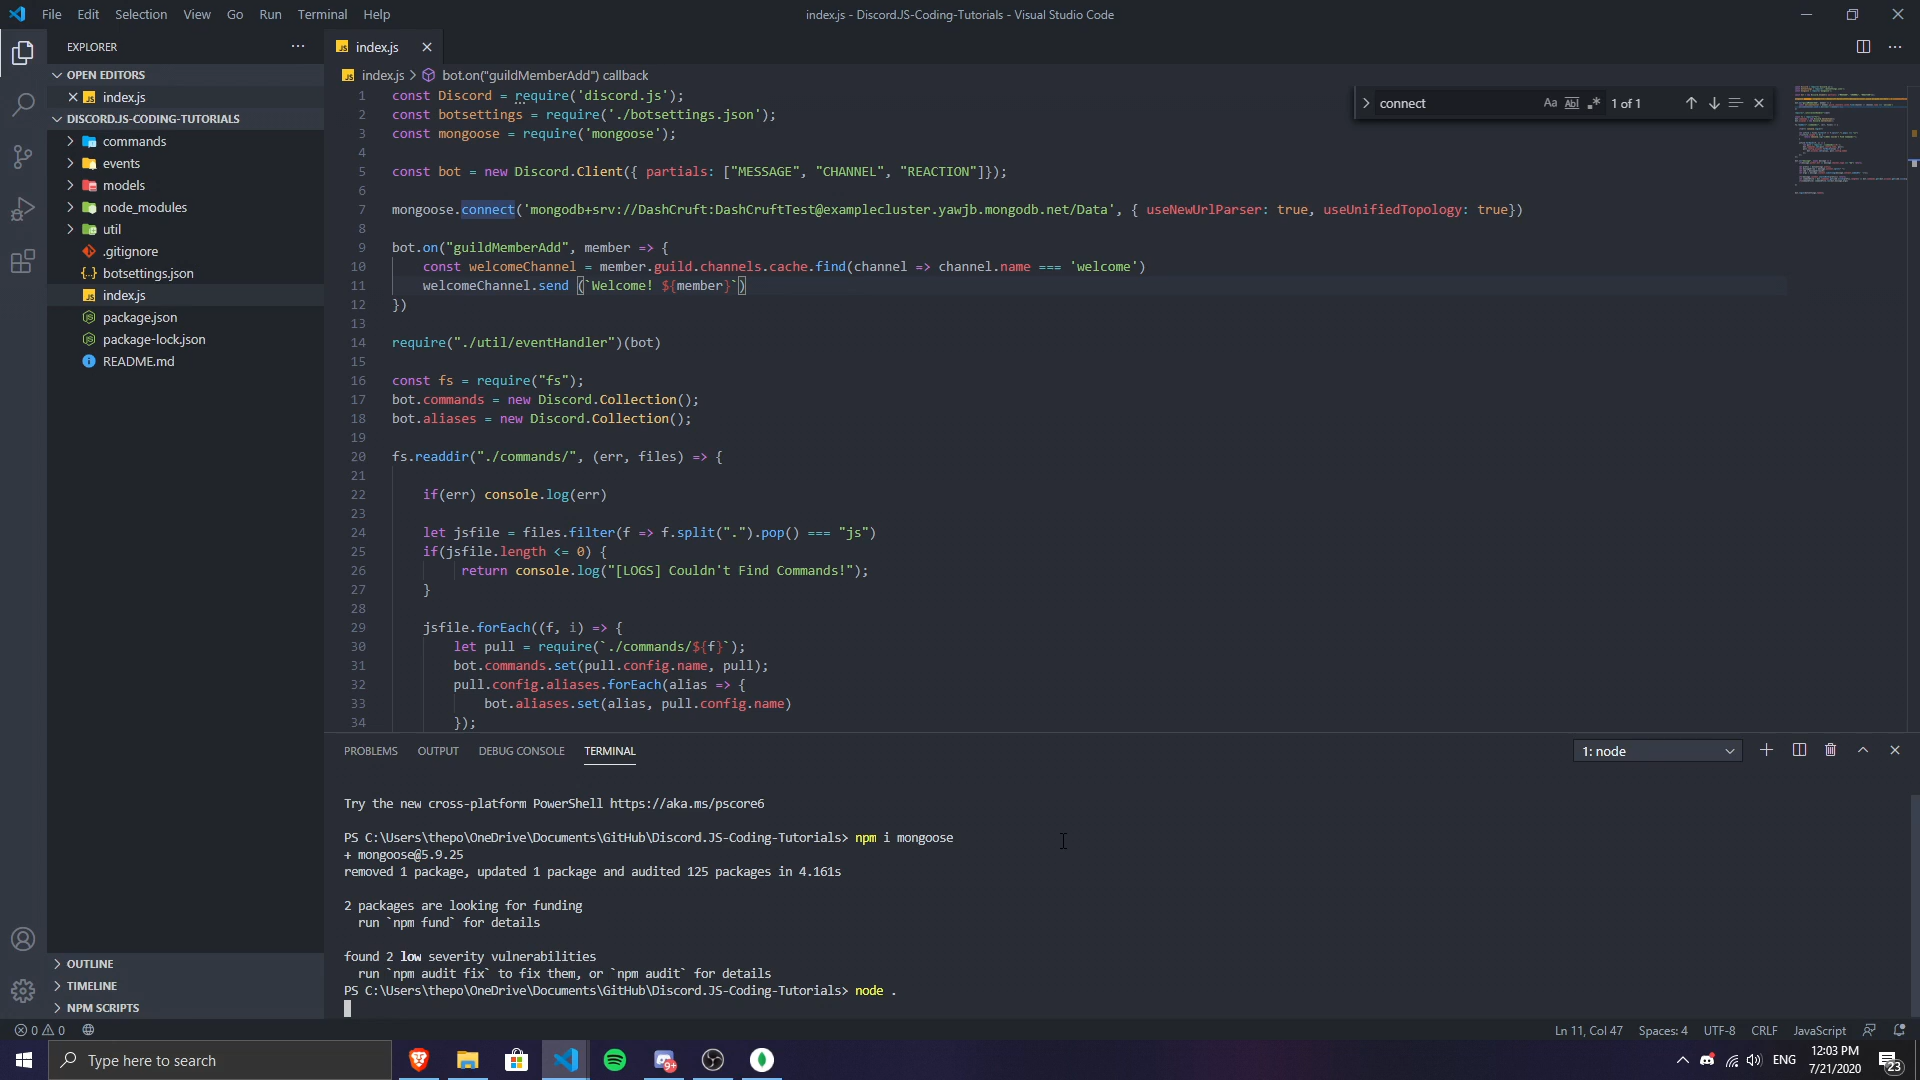 File Edit Selection View Go Run Terminal Help
index.js - DiscordJS-Coding-Tutorials - Visual Studio Code
EXPLORER
OPEN EDITORS
index.js
DISCORD.JS-CODING-TUTORIALS
commands
events
models
node_modules
util
.gitignore
botsettings.json
index.js
package.json
package-lock.json
README.md
OUTLINE
TIMELINE
NPM SCRIPTS
index.js
index.js > bot.on("guildMemberAdd") callback
connect Aa Abl .* 1 of 1
1 const Discord = require('discord.js');
2 const botsettings = require('./botsettings.json');
3 const mongoose = require('mongoose');
4
5 const bot = new Discord.Client({ partials: ["MESSAGE", "CHANNEL", "REACTION"]});
6
7 mongoose.connect('mongodb+srv://DashCruft:DashCruftTest@examplecluster.yawjb.mongodb.net/Data', { useNewUrlParser: true, useUnifiedTopology: true})
8
9 bot.on("guildMemberAdd", member => {
10 const welcomeChannel = member.guild.channels.cache.find(channel => channel.name === 'welcome')
11 welcomeChannel.send (`Welcome! ${member}`)
12 })
13
14 require("./util/eventHandler")(bot)
15
16 const fs = require("fs");
17 bot.commands = new Discord.Collection();
18 bot.aliases = new Discord.Collection();
19
20 fs.readdir("./commands/", (err, files) => {
21
22 if(err) console.log(err)
23
24 let jsfile = files.filter(f => f.split(".").pop() === "js")
25 if(jsfile.length <= 0) {
26 return console.log("[LOGS] Couldn't Find Commands!");
27 }
28
29 jsfile.forEach((f, i) => {
30 let pull = require(`./commands/${f}`);
31 bot.commands.set(pull.config.name, pull);
32 pull.config.aliases.forEach(alias => {
33 bot.aliases.set(alias, pull.config.name)
34 });
PROBLEMS OUTPUT DEBUG CONSOLE TERMINAL
1: node
Try the new cross-platform PowerShell https://aka.ms/pscore6
PS C:\Users\thepo\OneDrive\Documents\GitHub\Discord.JS-Coding-Tutorials> npm i mongoose
+ mongoose@5.9.25
removed 1 package, updated 1 package and audited 125 packages in 4.161s
2 packages are looking for funding
run `npm fund` for details
found 2 low severity vulnerabilities
run `npm audit fix` to fix them, or `npm audit` for details
PS C:\Users\thepo\OneDrive\Documents\GitHub\Discord.JS-Coding-Tutorials> node .
0 0
Ln 11, Col 47 Spaces: 4 UTF-8 CRLF JavaScript
Type here to search
9+
ENG
12:03 PM
7/21/2020
23